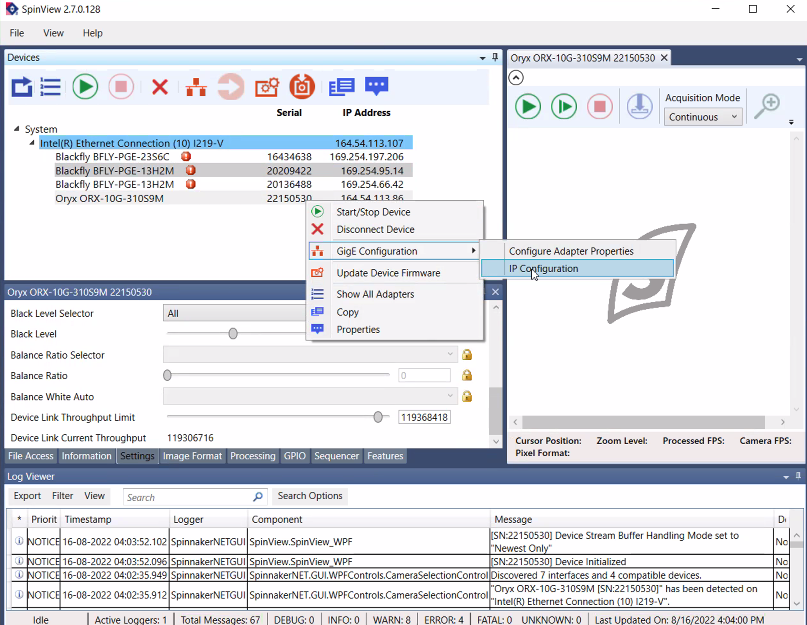 SpinView 2.7.0.128
File View Help
Devices
Serial IP Address
System
Intel(R) Ethernet Connection (10) I219-V 164.54.113.107
Blackfly BFLY-PGE-23S6C 16434638 169.254.197.206
Blackfly BFLY-PGE-13H2M 20209422 169.254.95.14
Blackfly BFLY-PGE-13H2M 20136488 169.254.66.42
Oryx ORX-10G-310S9M 22150530 164.54.113.86
Start/Stop Device
Disconnect Device
GigE Configuration
Update Device Firmware
Show All Adapters
Copy
Properties
Configure Adapter Properties
IP Configuration
Oryx ORX-10G-310S9M 22150530
Acquisition Mode
Continuous
Oryx ORX-10G-310S9M 22150530
Black Level Selector All
Black Level
Balance Ratio Selector
Balance Ratio 0
Balance White Auto
Device Link Throughput Limit 119368418
Device Link Current Throughput 119306716
File Access Information Settings Image Format Processing GPIO Sequencer Features
Cursor Position: Zoom Level: Processed FPS: Camera FPS:
Pixel Format:
Log Viewer
Export Filter View Search Search Options
* Priorit Timestamp Logger Component Message
NOTICE 16-08-2022 04:03:52.102 SpinnakerNETGUI SpinView.SpinView_WPF [SN:22150530] Device Stream Buffer Handling Mode set to
"Newest Only" No
NOTICE 16-08-2022 04:03:52.096 SpinnakerNETGUI SpinView.SpinView_WPF [SN:22150530] Device Initialized No
NOTICE 16-08-2022 04:02:35.949 SpinnakerNETGUI SpinnakerNET.GUI.WPFControls.CameraSelectionControl Discovered 7 interfaces and 4 compatible devices. No
NOTICE 16-08-2022 04:02:35.912 SpinnakerNETGUI SpinnakerNET.GUI.WPFControls.CameraSelectionControl "Oryx ORX-10G-310S9M [SN:22150530]" has been detected on
"Intel(R) Ethernet Connection (10) I219-V". No
Idle Active Loggers: 1 Total Messages: 67 DEBUG: 0 INFO: 0 WARN: 8 ERROR: 4 FATAL: 0 UNKNOWN: 0 Last Updated On: 8/16/2022 4:04:00 PM